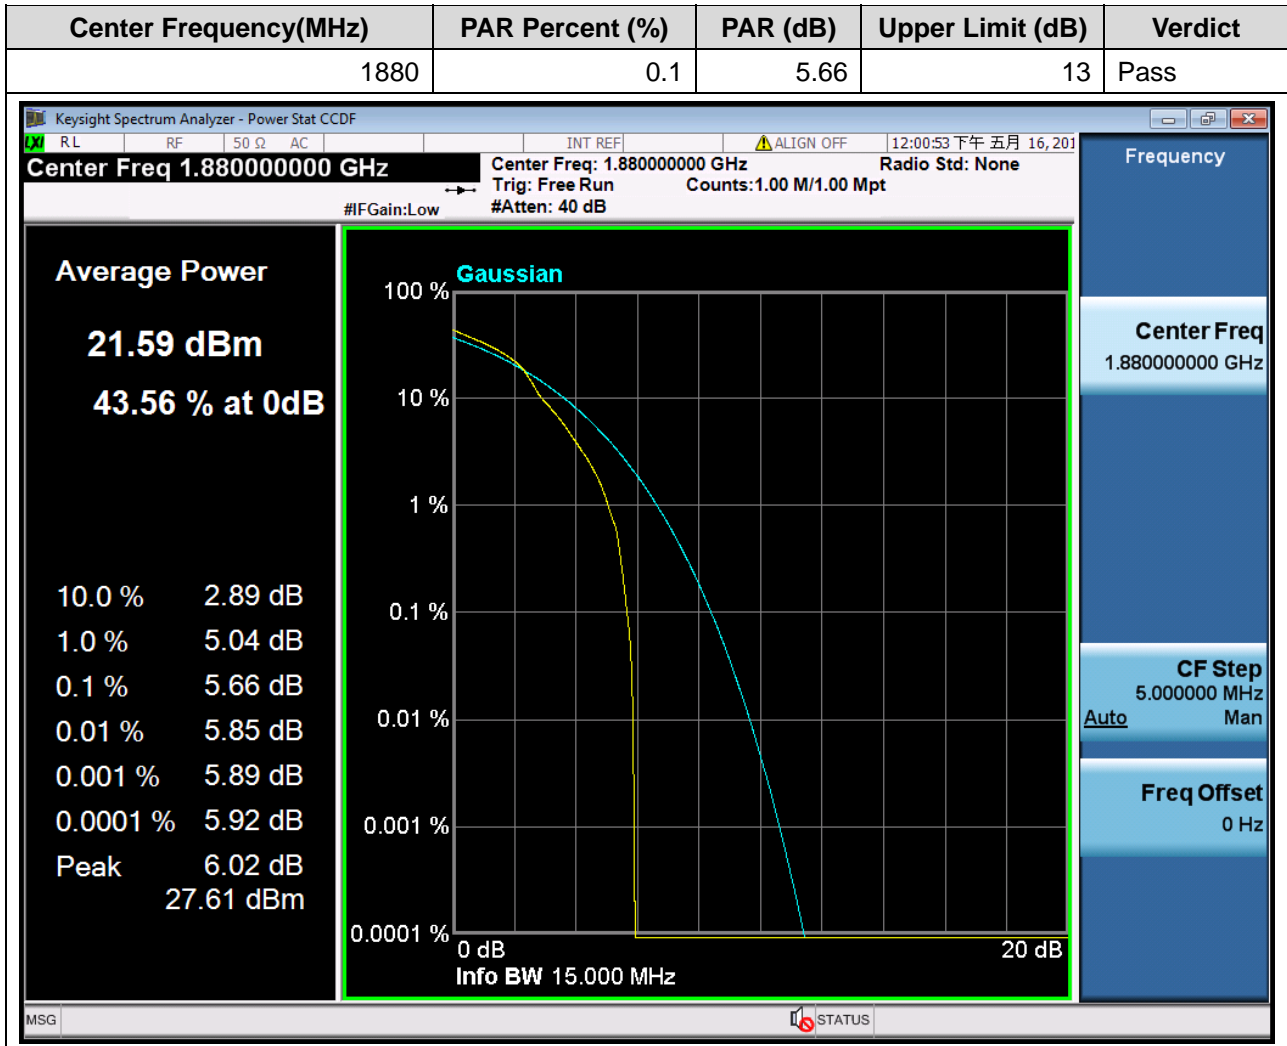 Center Frequency(MHz) PAR Percent (%) PAR (dB) Upper Limit (dB) Verdict
1880 0.1 5.66 13 Pass
Keysight Spectrum Analyzer - Power Stat CCDF
LXI RL RF 50 Ω AC INT REF ALIGN OFF 12:00:53 下午 五月 16, 201
Center Freq 1.880000000 GHz
#IFGain:Low
Center Freq: 1.880000000 GHz Radio Std: None
Trig: Free Run Counts:1.00 M/1.00 Mpt
#Atten: 40 dB
Frequency
Average Power
21.59 dBm
43.56 % at 0dB
10.0 % 2.89 dB
1.0 % 5.04 dB
0.1 % 5.66 dB
0.01 % 5.85 dB
0.001 % 5.89 dB
0.0001 % 5.92 dB
Peak 6.02 dB
27.61 dBm
Gaussian
100 %
10 %
1 %
0.1 %
0.01 %
0.001 %
0.0001 %
0 dB 20 dB
Info BW 15.000 MHz
Center Freq
1.880000000 GHz
CF Step
5.000000 MHz
Auto Man
Freq Offset
0 Hz
MSG STATUS